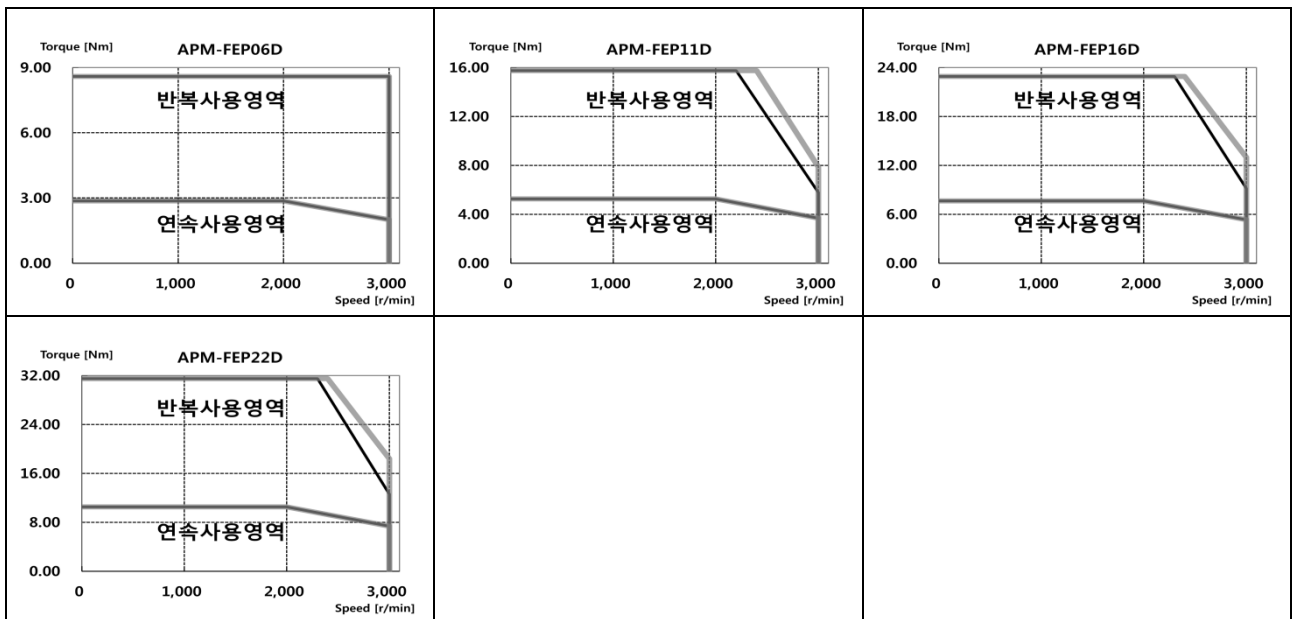 Torque [Nm] APM-FEP06D
9.00
반복사용영역
6.00
3.00
연속사용영역
0.00
0 1,000 2,000 3,000
Speed [r/min]
Torque [Nm] APM-FEP11D
16.00
반복사용영역
12.00
8.00
4.00
연속사용영역
0.00
0 1,000 2,000 3,000
Speed [r/min]
Torque [Nm] APM-FEP16D
24.00
반복사용영역
18.00
12.00
6.00
연속사용영역
0.00
0 1,000 2,000 3,000
Speed [r/min]
Torque [Nm] APM-FEP22D
32.00
반복사용영역
24.00
16.00
8.00
연속사용영역
0.00
0 1,000 2,000 3,000
Speed [r/min]